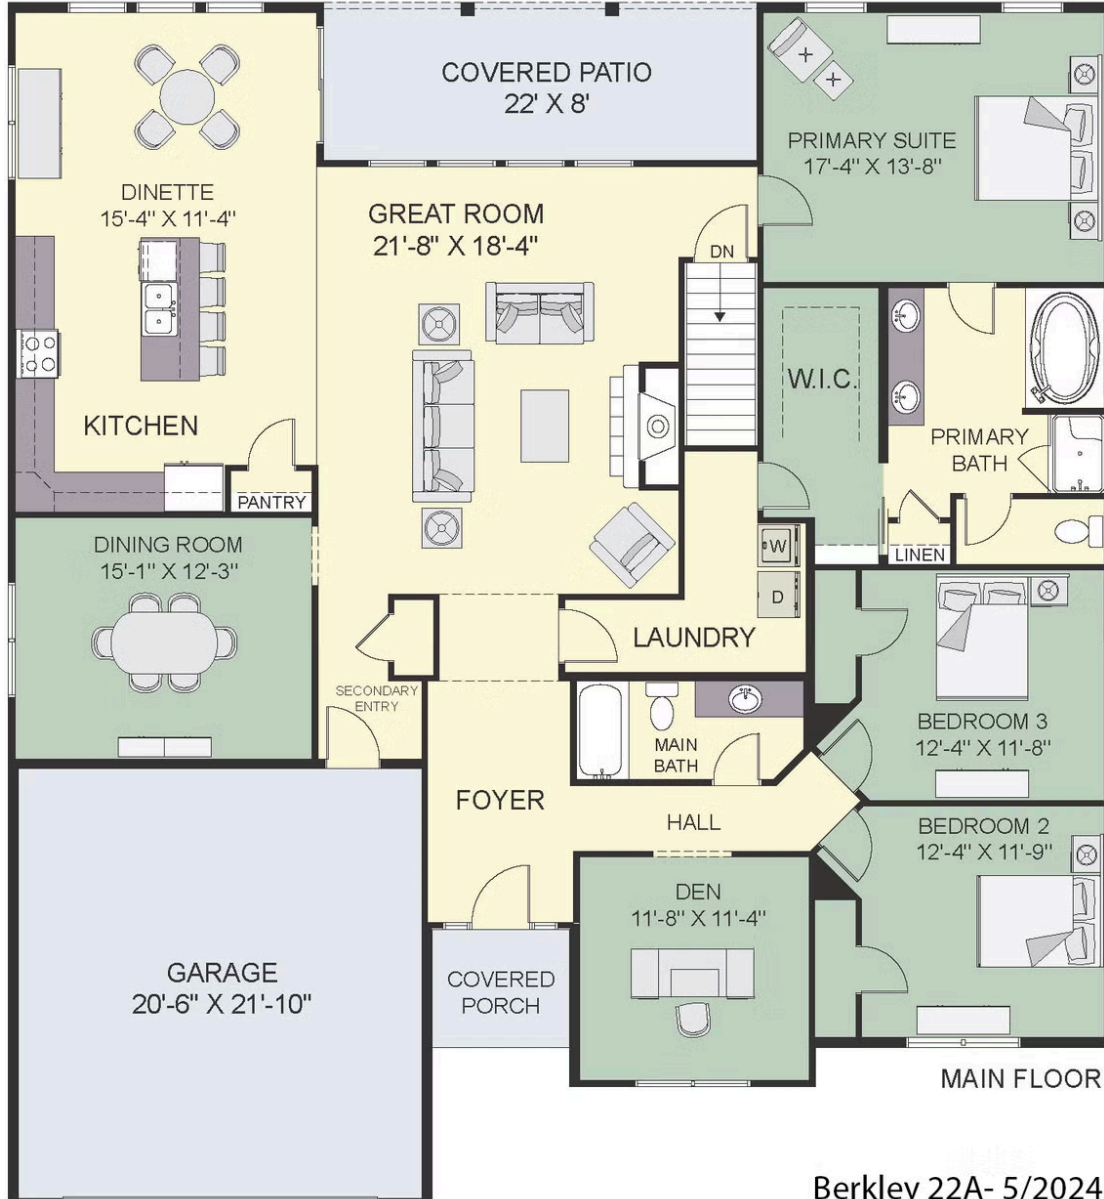 COVERED PATIO
22' X 8'
PRIMARY SUITE
17'-4" X 13'-8"
DINETTE
15'-4" X 11'-4"
GREAT ROOM
21'-8" X 18'-4"
DN
W.I.C.
KITCHEN
PRIMARY
BATH
PANTRY
DINING ROOM
15'-1" X 12'-3"
W
LINEN
D
LAUNDRY
SECONDARY
ENTRY
BEDROOM 3
12'-4" X 11'-8"
MAIN
BATH
FOYER
HALL
BEDROOM 2
12'-4" X 11'-9"
DEN
11'-8" X 11'-4"
GARAGE
20'-6" X 21'-10"
COVERED
PORCH
MAIN FLOOR
Berkley 22A- 5/2024